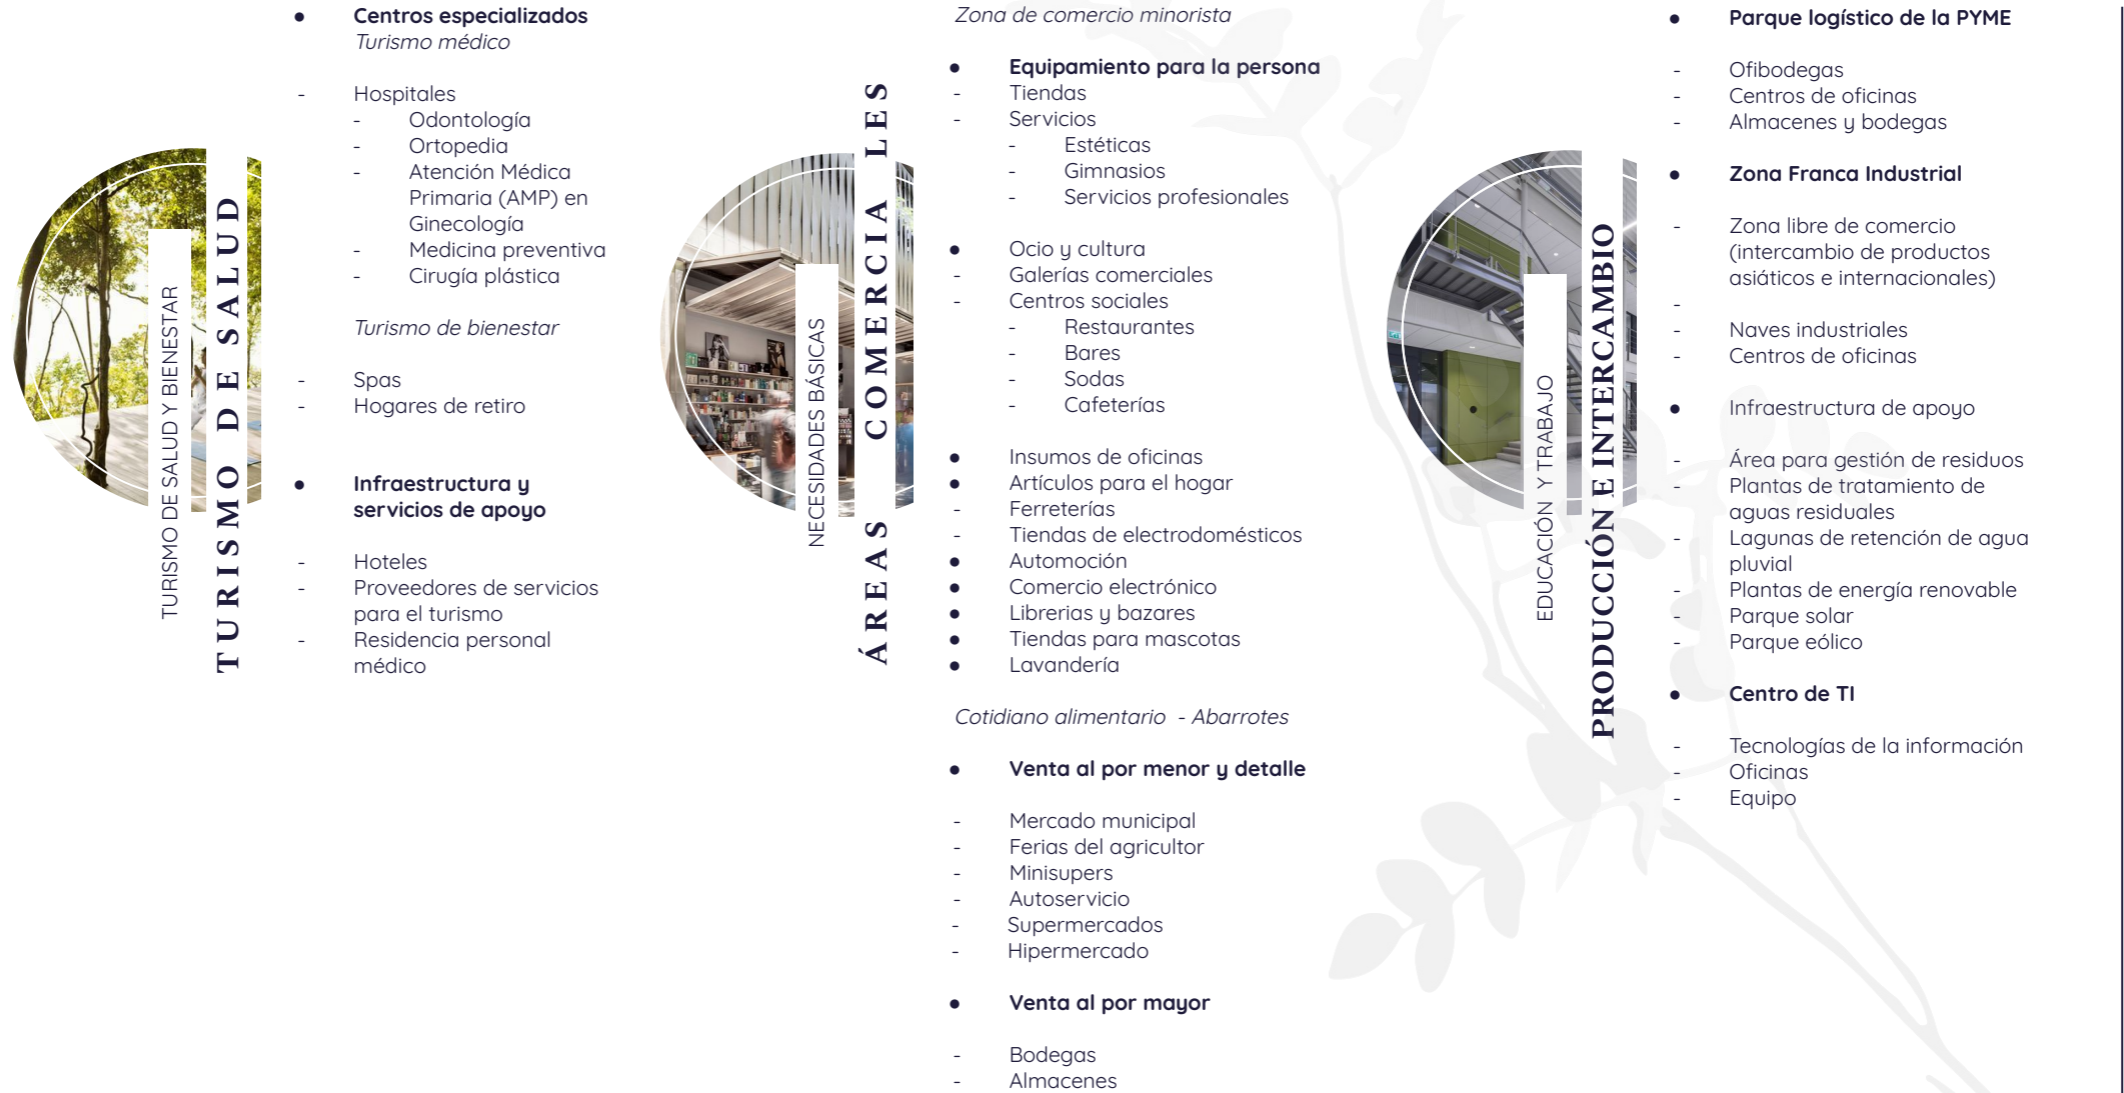 TURISMO DE SALUD Y BIENESTAR
TURISMO DE SALUD
● Centros especializados
Turismo médico
- Hospitales
- Odontología
- Ortopedia
- Atención Médica
Primaria (AMP) en
Ginecología
- Medicina preventiva
- Cirugía plástica
Turismo de bienestar
- Spas
- Hogares de retiro
● Infraestructura y
servicios de apoyo
- Hoteles
- Proveedores de servicios
para el turismo
- Residencia personal
médico
NECESIDADES BÁSICAS
ÁREAS COMERCIA LES
Zona de comercio minorista
● Equipamiento para la persona
- Tiendas
- Servicios
- Estéticas
- Gimnasios
- Servicios profesionales
● Ocio y cultura
- Galerías comerciales
- Centros sociales
- Restaurantes
- Bares
- Sodas
- Cafeterías
● Insumos de oficinas
● Artículos para el hogar
- Ferreterías
- Tiendas de electrodomésticos
● Automoción
● Comercio electrónico
● Librerias y bazares
● Tiendas para mascotas
● Lavandería
Cotidiano alimentario - Abarrotes
● Venta al por menor y detalle
- Mercado municipal
- Ferias del agricultor
- Minisupers
- Autoservicio
- Supermercados
- Hipermercado
● Venta al por mayor
- Bodegas
- Almacenes
EDUCACIÓN Y TRABAJO
PRODUCCIÓN E INTERCAMBIO
● Parque logístico de la PYME
- Ofibodegas
- Centros de oficinas
- Almacenes y bodegas
● Zona Franca Industrial
- Zona libre de comercio
(intercambio de productos
asiáticos e internacionales)
-
- Naves industriales
- Centros de oficinas
● Infraestructura de apoyo
- Área para gestión de residuos
- Plantas de tratamiento de
aguas residuales
- Lagunas de retención de agua
pluvial
- Plantas de energía renovable
- Parque solar
- Parque eólico
● Centro de TI
- Tecnologías de la información
- Oficinas
- Equipo